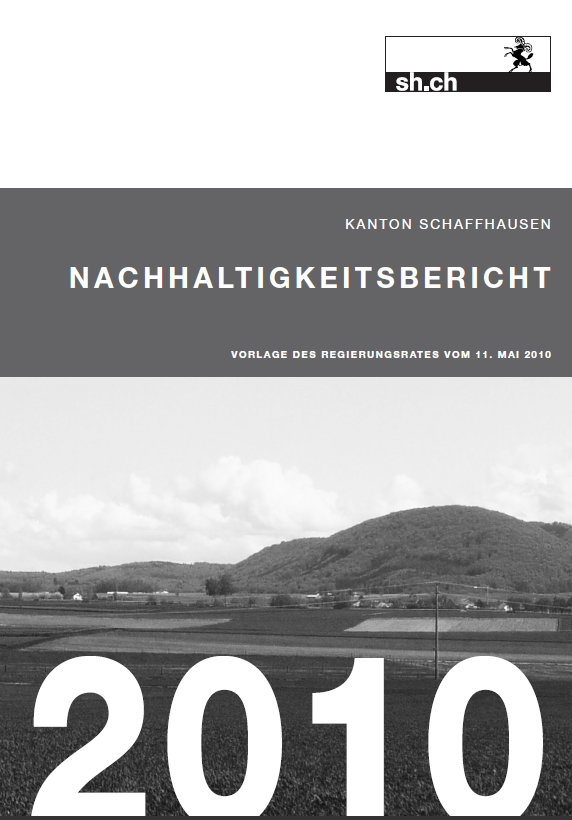 sh.ch
KANTON SCHAFFHAUSEN
NACHHALTIGKEITSBERICHT
VORLAGE DES REGIERUNGSRATES VOM 11. MAI 2010
2010